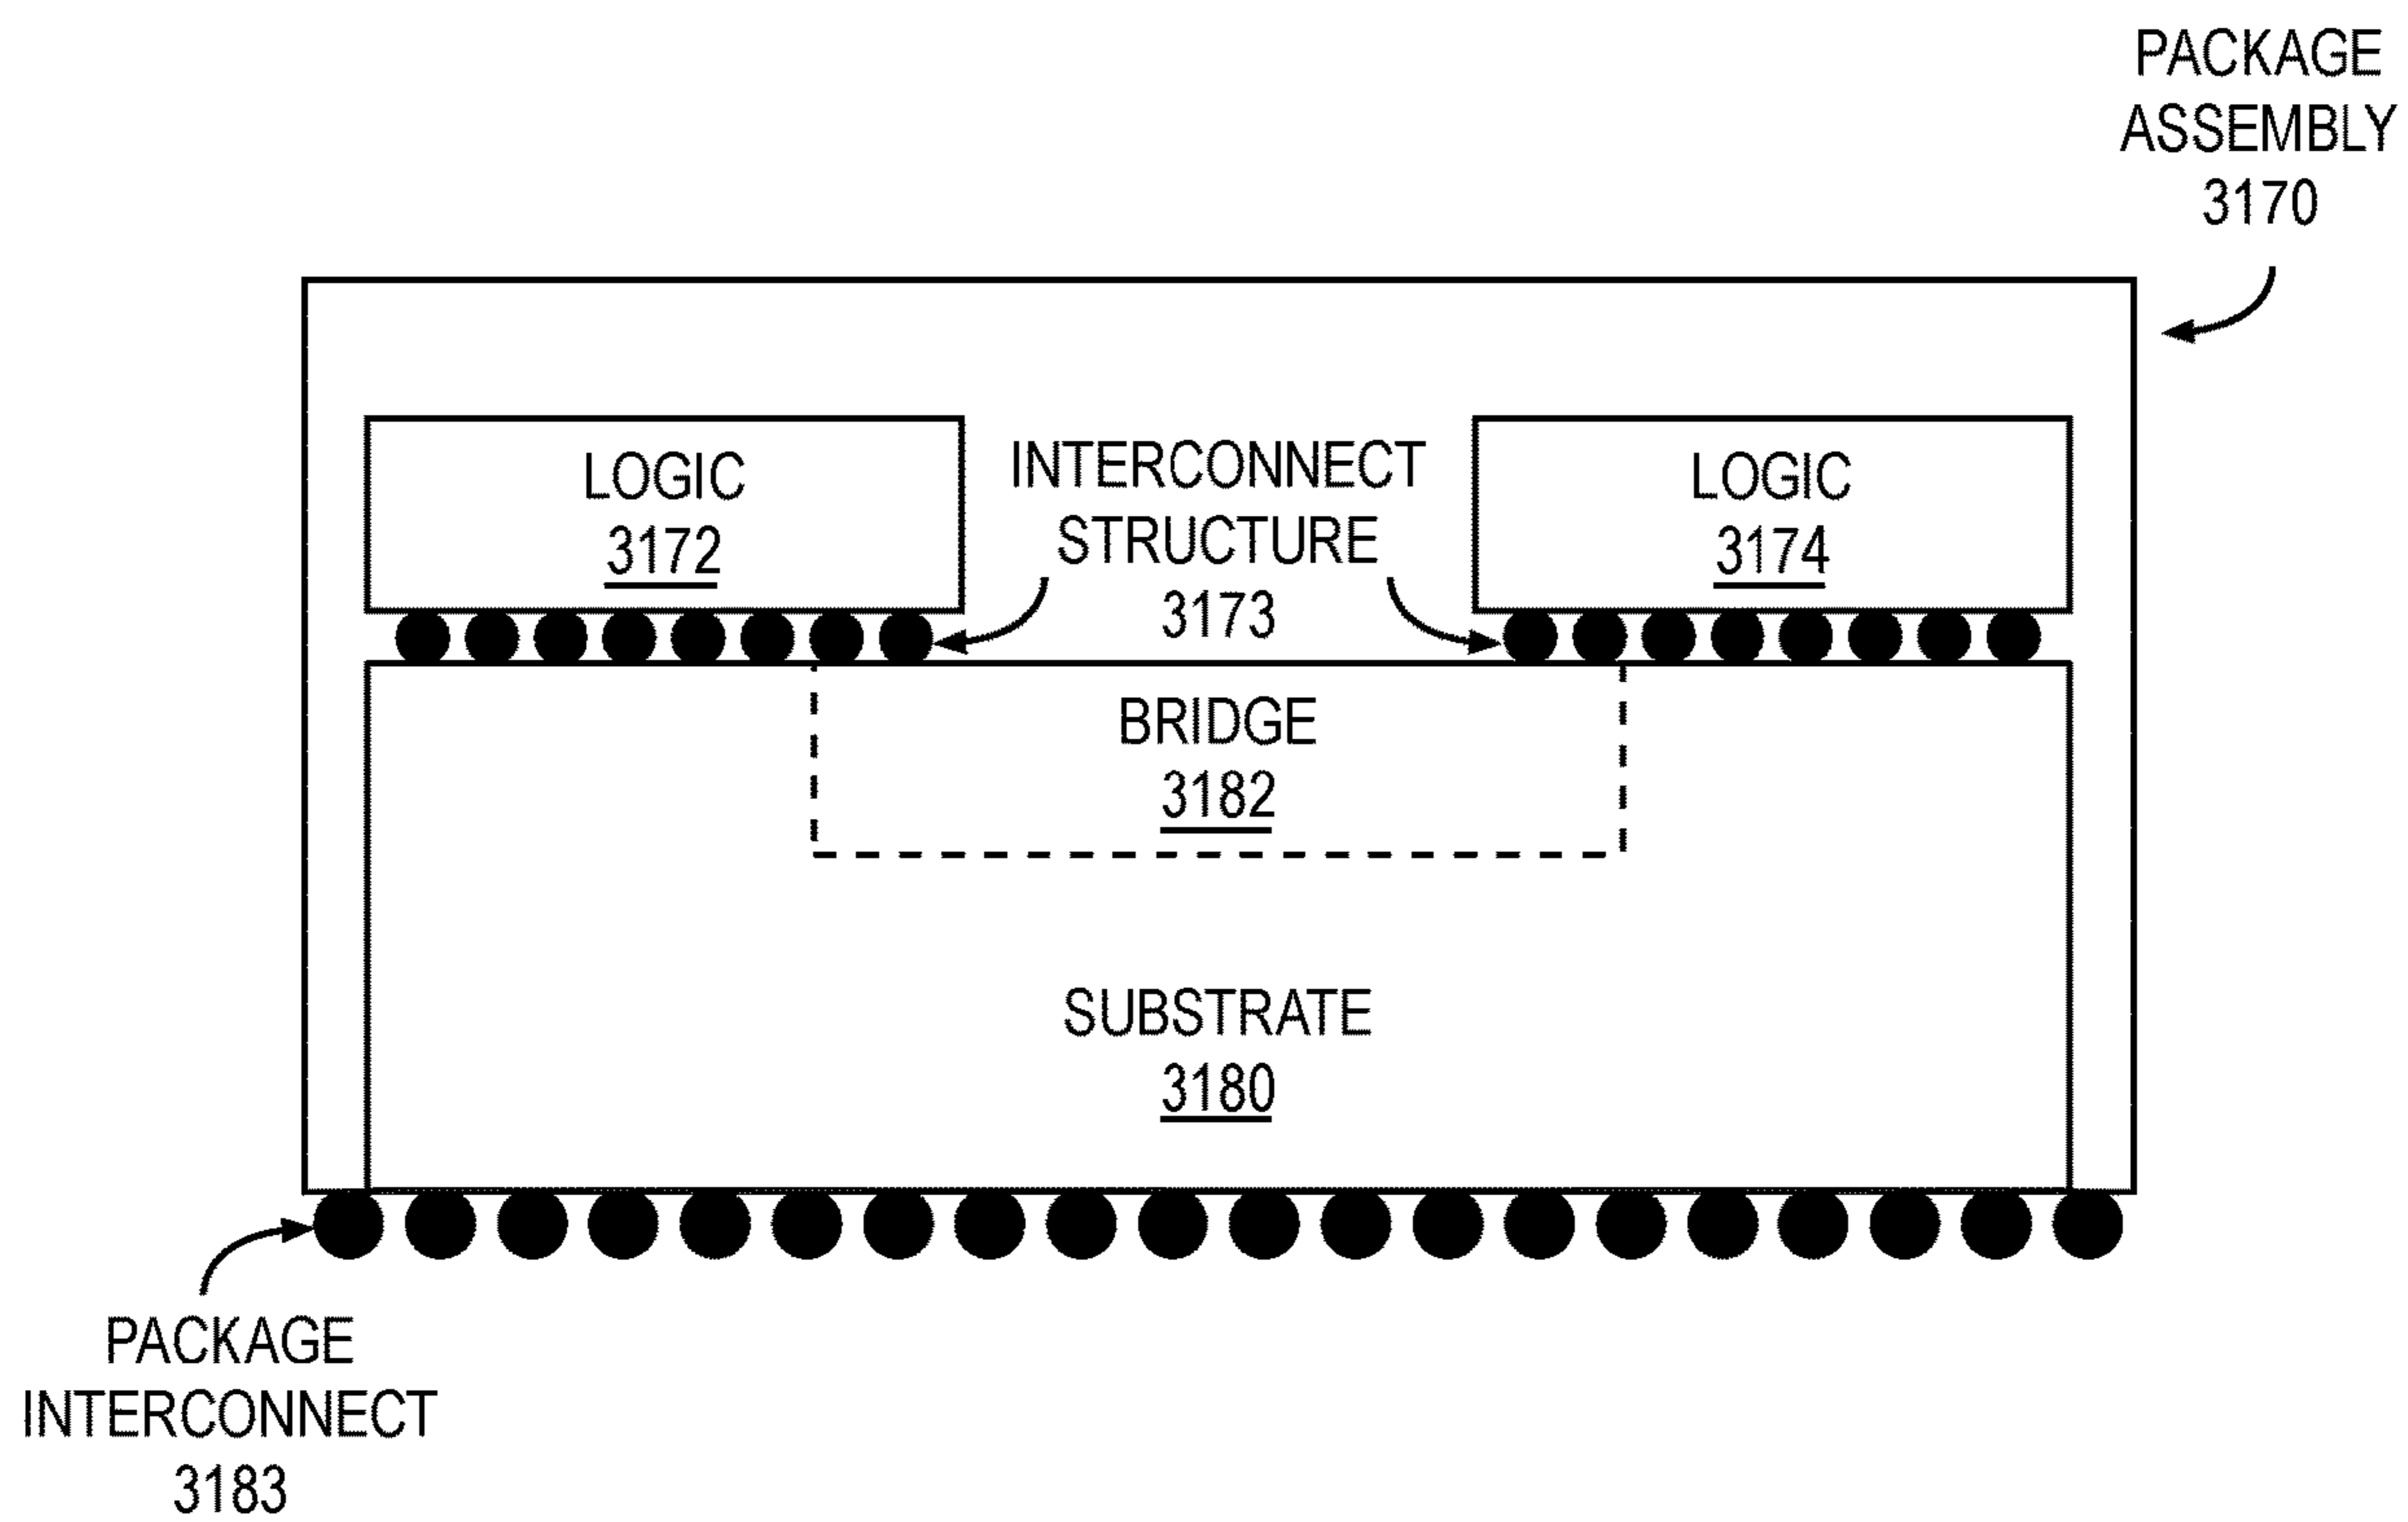 PACKAGE
ASSEMBLY
3170
LOGIC
3172
INTERCONNECT
STRUCTURE
3173
LOGIC
3174
BRIDGE
3182
SUBSTRATE
3180
PACKAGE
INTERCONNECT
3183